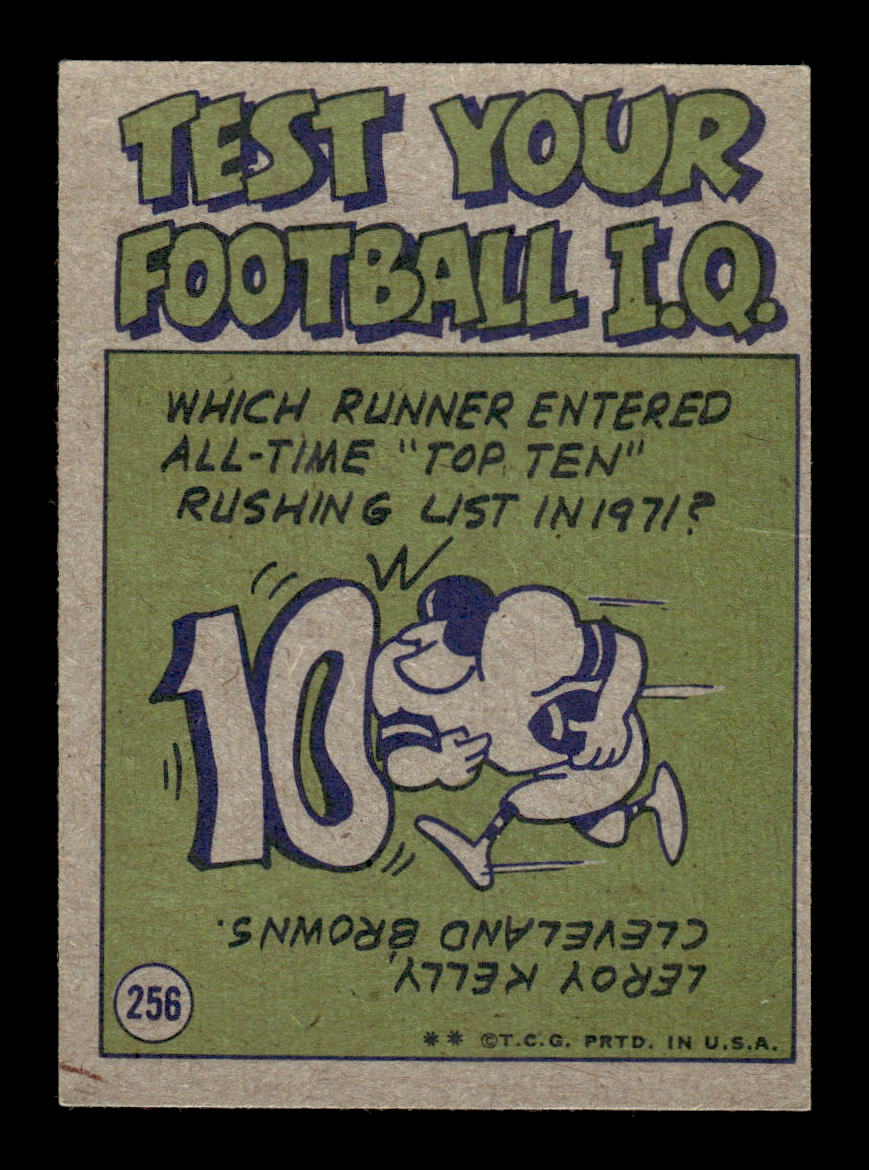 TEST YOUR
FOOTBALL I.Q.
WHICH RUNNER ENTERED
ALL-TIME "TOP TEN"
RUSHING LIST IN 1971?
10
LEROY KELLY,
CLEVELAND BROWNS.
256
** ©T.C.G. PRTD. IN U.S.A.